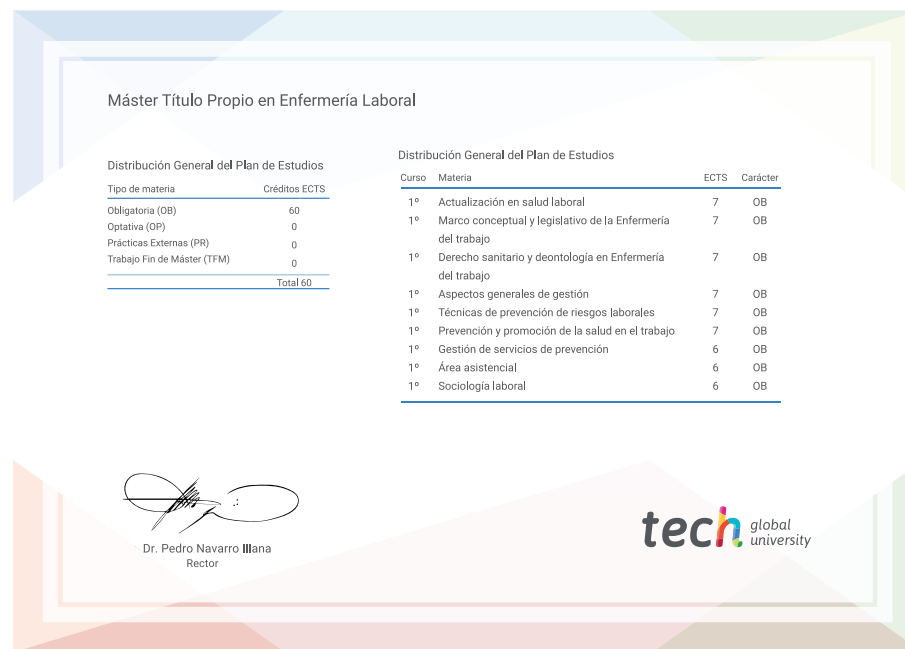 Máster Título Propio en Enfermería Laboral
Distribución General del Plan de Estudios
Tipo de materia Créditos ECTS
Obligatoria (OB) 60
Optativa (OP) 0
Prácticas Externas (PR) 0
Trabajo Fin de Máster (TFM) 0
Total 60
Distribución General del Plan de Estudios
Curso Materia ECTS Carácter
1º Actualización en salud laboral 7 OB
1º Marco conceptual y legislativo de la Enfermería 7 OB
del trabajo
1º Derecho sanitario y deontología en Enfermería 7 OB
del trabajo
1º Aspectos generales de gestión 7 OB
1º Técnicas de prevención de riesgos laborales 7 OB
1º Prevención y promoción de la salud en el trabajo 7 OB
1º Gestión de servicios de prevención 6 OB
1º Área asistencial 6 OB
1º Sociología laboral 6 OB
Dr. Pedro Navarro Illana
Rector
tech global
university